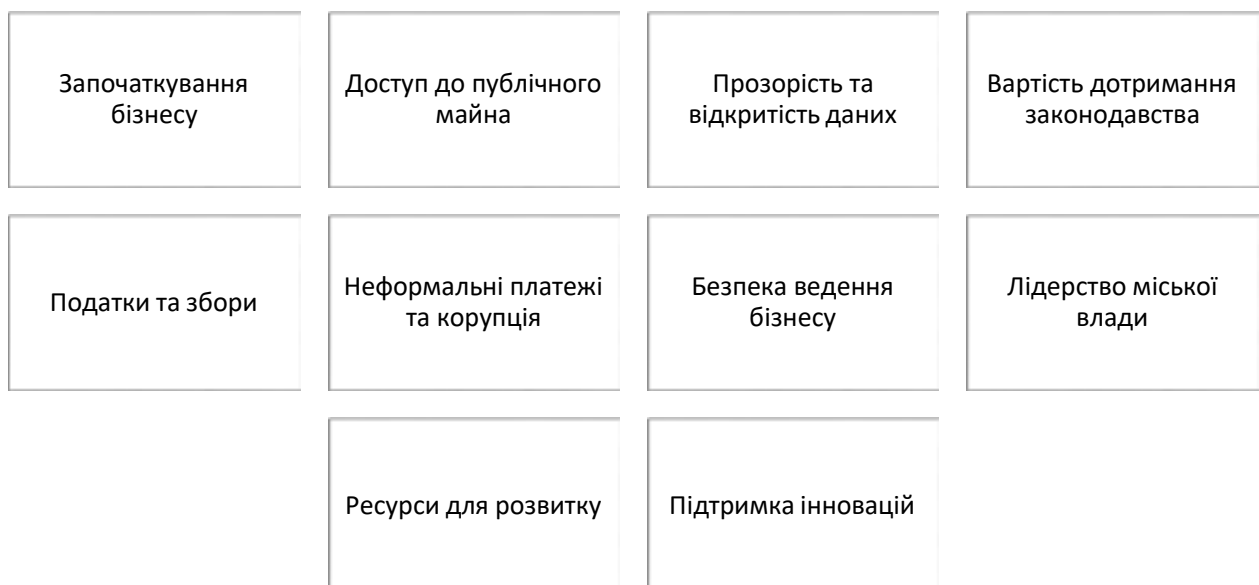 Започаткування
бізнесу
Доступ до публічного
майна
Прозорість та
відкритість даних
Вартість дотримання
законодавства
Податки та збори
Неформальні платежі
та корупція
Безпека ведення
бізнесу
Лідерство міської
влади
Ресурси для розвитку
Підтримка інновацій